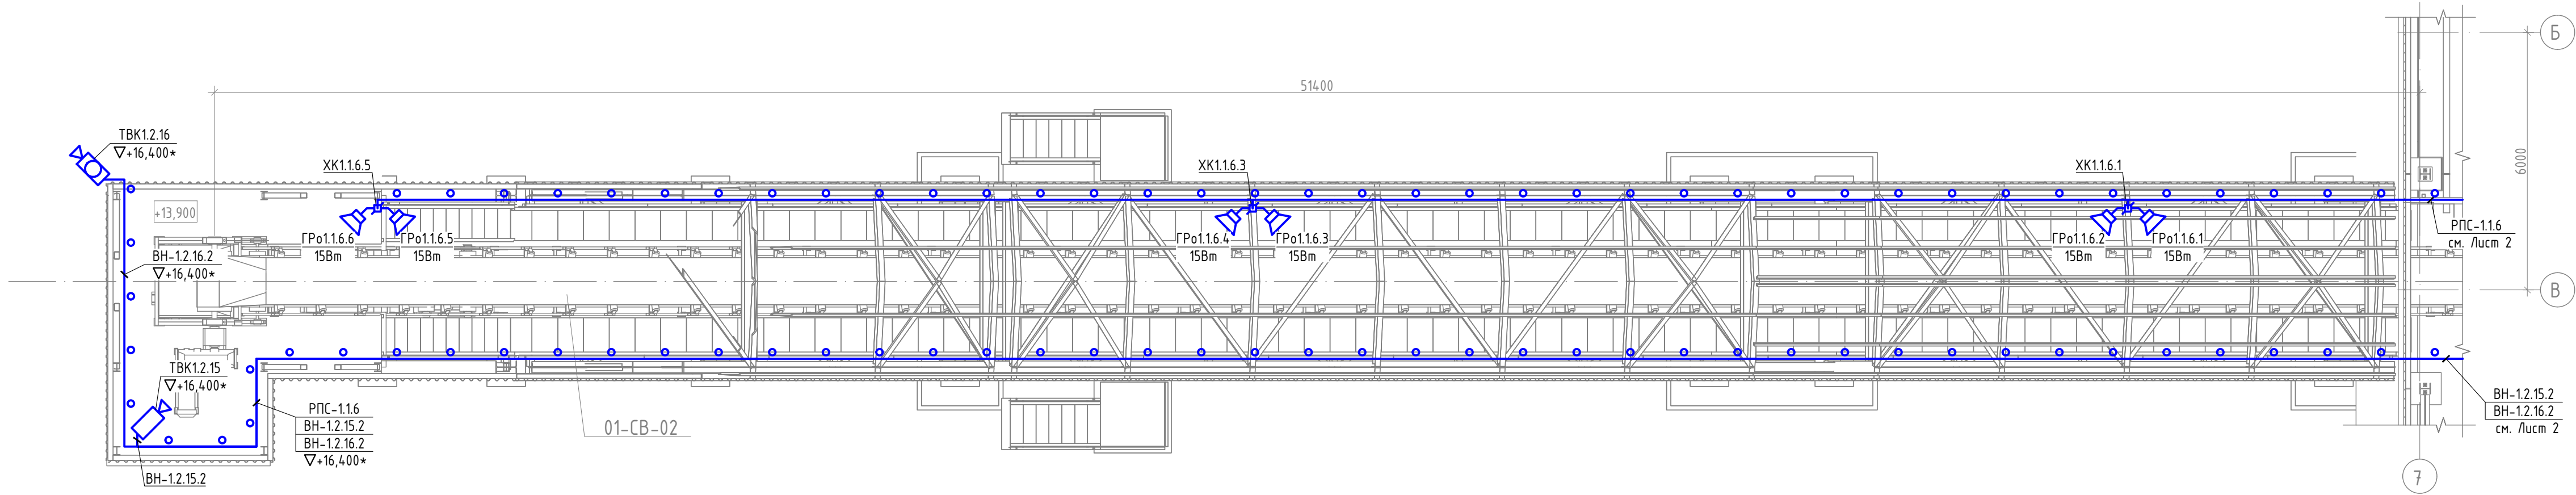 Б
51400
ТВК1.2.16
▽+16,400*
ХК1.1.6.5
ХК1.1.6.3
ХК1.1.6.1
6000
+13,900
ГРо1.1.6.6
15Вт
ГРо1.1.6.5
15Вт
ГРо1.1.6.4
15Вт
ГРо1.1.6.3
15Вт
ГРо1.1.6.2
15Вт
ГРо1.1.6.1
15Вт
РПС-1.1.6
см. Лист 2
ВН-1.2.16.2
▽+16,400*
В
ТВК1.2.15
▽+16,400*
РПС-1.1.6
ВН-1.2.15.2
ВН-1.2.16.2
▽+16,400*
01-СВ-02
ВН-1.2.15.2
ВН-1.2.16.2
см. Лист 2
ВН-1.2.15.2
7